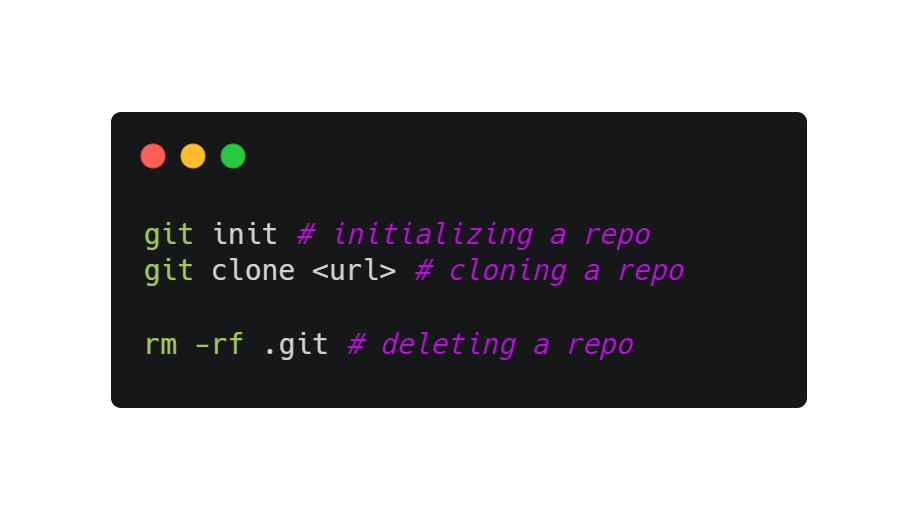 git init # initializing a repo
git clone <url> # cloning a repo
rm -rf .git # deleting a repo